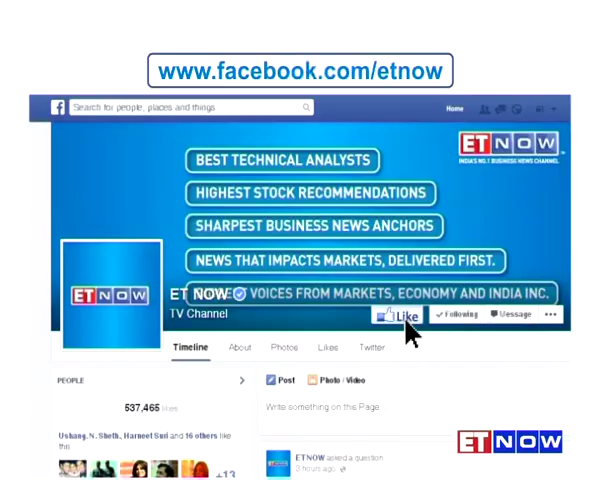 www.facebook.com/etnow
Search for people, places and things
Home
ET NOW
INDIA'S NO.1 BUSINESS NEWS CHANNEL
BEST TECHNICAL ANALYSTS
HIGHEST STOCK RECOMMENDATIONS
SHARPEST BUSINESS NEWS ANCHORS
NEWS THAT IMPACTS MARKETS, DELIVERED FIRST.
VOICES FROM MARKETS, ECONOMY AND INDIA INC.
ET NOW
ET NOW
TV Channel
Like
Following
Message
Timeline About Photos Likes Twitter
PEOPLE
537,465 likes
Ushang, N. Sheth, Harneet Suri and 16 others like
this
+13
Post Photo / Video
Write something on this Page
ETNOW asked a question
3 hours ago
ETNOW
ET NOW